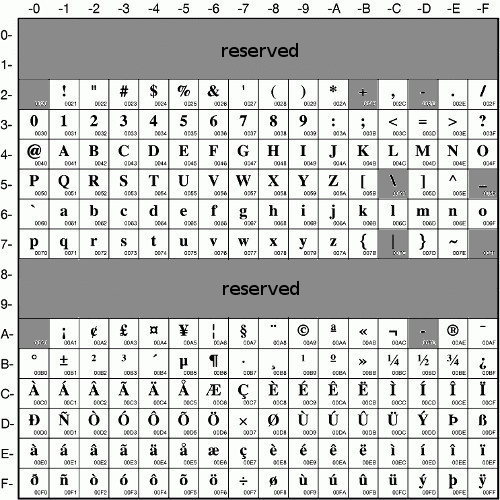 -0 -1 -2 -3 -4 -5 -6 -7 -8 -9 -A -B -C -D -E -F
0-
reserved
1-
2- ! " # $ % & ' ( ) * + , - . /
0021 0022 0023 0024 0025 0026 0027 0028 0029 002A 002C 002E 002F
3- 0 1 2 3 4 5 6 7 8 9 : ; < = > ?
0030 0031 0032 0033 0034 0035 0036 0037 0038 0039 003A 003B 003C 003D 003E 003F
4- @ A B C D E F G H I J K L M N O
0040 0041 0042 0043 0044 0045 0046 0047 0048 0049 004A 004B 004C 004D 004E 004F
5- P Q R S T U V W X Y Z [ \ ] ^ _
0050 0051 0052 0053 0054 0055 0056 0057 0058 0059 005A 005B 005D 005E
6- ` a b c d e f g h i j k l m n o
0060 0061 0062 0063 0064 0065 0066 0067 0068 0069 006A 006B 006C 006D 006E 006F
7- p q r s t u v w x y z { | } ~
0070 0071 0072 0073 0074 0075 0076 0077 0078 0079 007A 007B 007D 007E
8-
reserved
9-
A- ¡ ¢ £ ¤ ¥ ¦ § ¨ © ª « ¬ - ® ¯
00A1 00A2 00A3 00A4 00A5 00A6 00A7 00A8 00A9 00AA 00AB 00AC 00AE 00AF
B- ° ± ² ³ ´ µ ¶ · ¸ ¹ º » ¼ ½ ¾ ¿
00B0 00B1 00B2 00B3 00B4 00B5 00B6 00B7 00B8 00B9 00BA 00BB 00BC 00BD 00BE 00BF
C- À Á Â Ã Ä Å Æ Ç È É Ê Ë Ì Í Î Ï
00C0 00C1 00C2 00C3 00C4 00C5 00C6 00C7 00C8 00C9 00CA 00CB 00CC 00CD 00CE 00CF
D- Ð Ñ Ò Ó Ô Õ Ö × Ø Ù Ú Û Ü Ý Þ ß
00D0 00D1 00D2 00D3 00D4 00D5 00D6 00D7 00D8 00D9 00DA 00DB 00DC 00DD 00DE 00DF
E- à á â ã ä å æ ç è é ê ë ì í î ï
00E0 00E1 00E2 00E3 00E4 00E5 00E6 00E7 00E8 00E9 00EA 00EB 00EC 00ED 00EE 00EF
F- ð ñ ò ó ô õ ö ÷ ø ù ú û ü ý þ ÿ
00F0 00F1 00F2 00F3 00F4 00F5 00F6 00F7 00F8 00F9 00FA 00FB 00FC 00FD 00FE 00FF